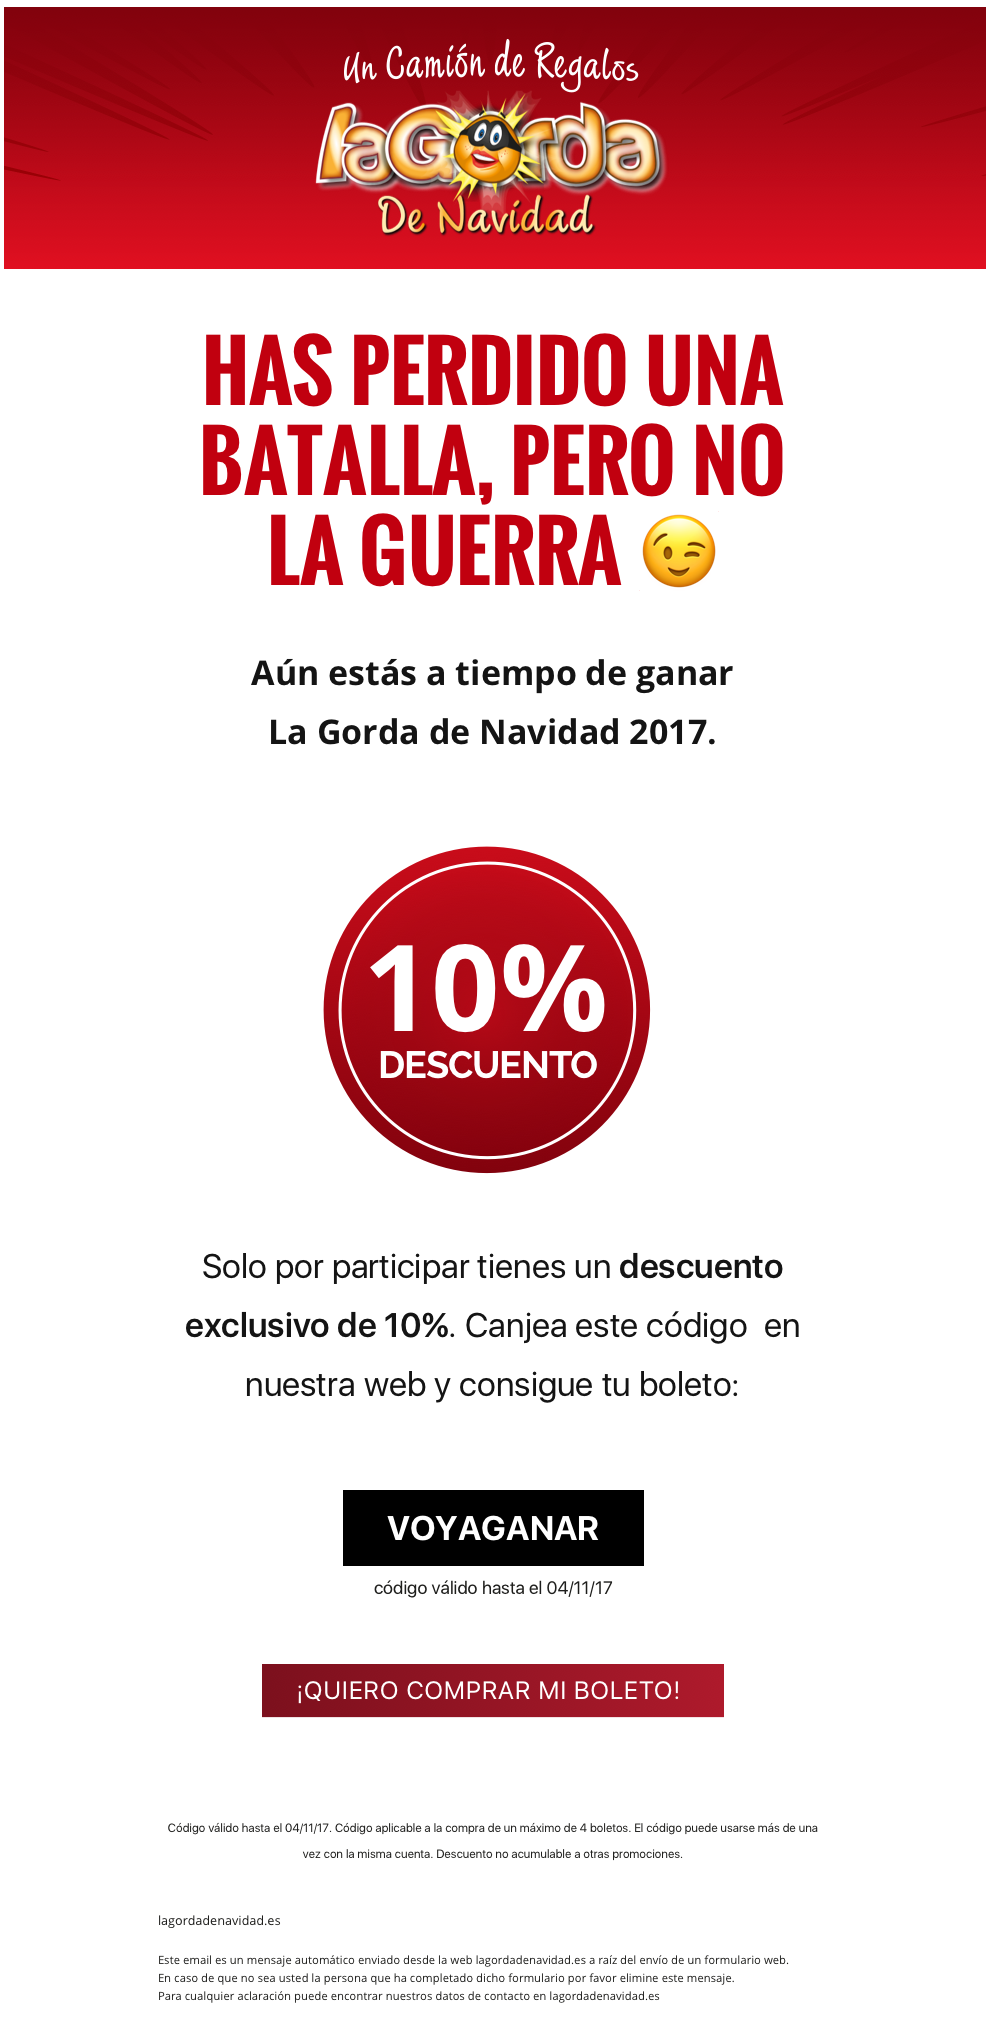 Un Camión de Regalos
laGorda
De Navidad
HAS PERDIDO UNA
BATALLA, PERO NO
LA GUERRA 😉
Aún estás a tiempo de ganar
La Gorda de Navidad 2017.
10%
DESCUENTO
Solo por participar tienes un descuento
exclusivo de 10%. Canjea este código  en
nuestra web y consigue tu boleto:
VOYAGANAR
código válido hasta el 04/11/17
¡QUIERO COMPRAR MI BOLETO!
Código válido hasta el 04/11/17. Código aplicable a la compra de un máximo de 4 boletos. El código puede usarse más de una
vez con la misma cuenta. Descuento no acumulable a otras promociones.
lagordadenavidad.es
Este email es un mensaje automático enviado desde la web lagordadenavidad.es a raíz del envío de un formulario web.
En caso de que no sea usted la persona que ha completado dicho formulario por favor elimine este mensaje.
Para cualquier aclaración puede encontrar nuestros datos de contacto en lagordadenavidad.es